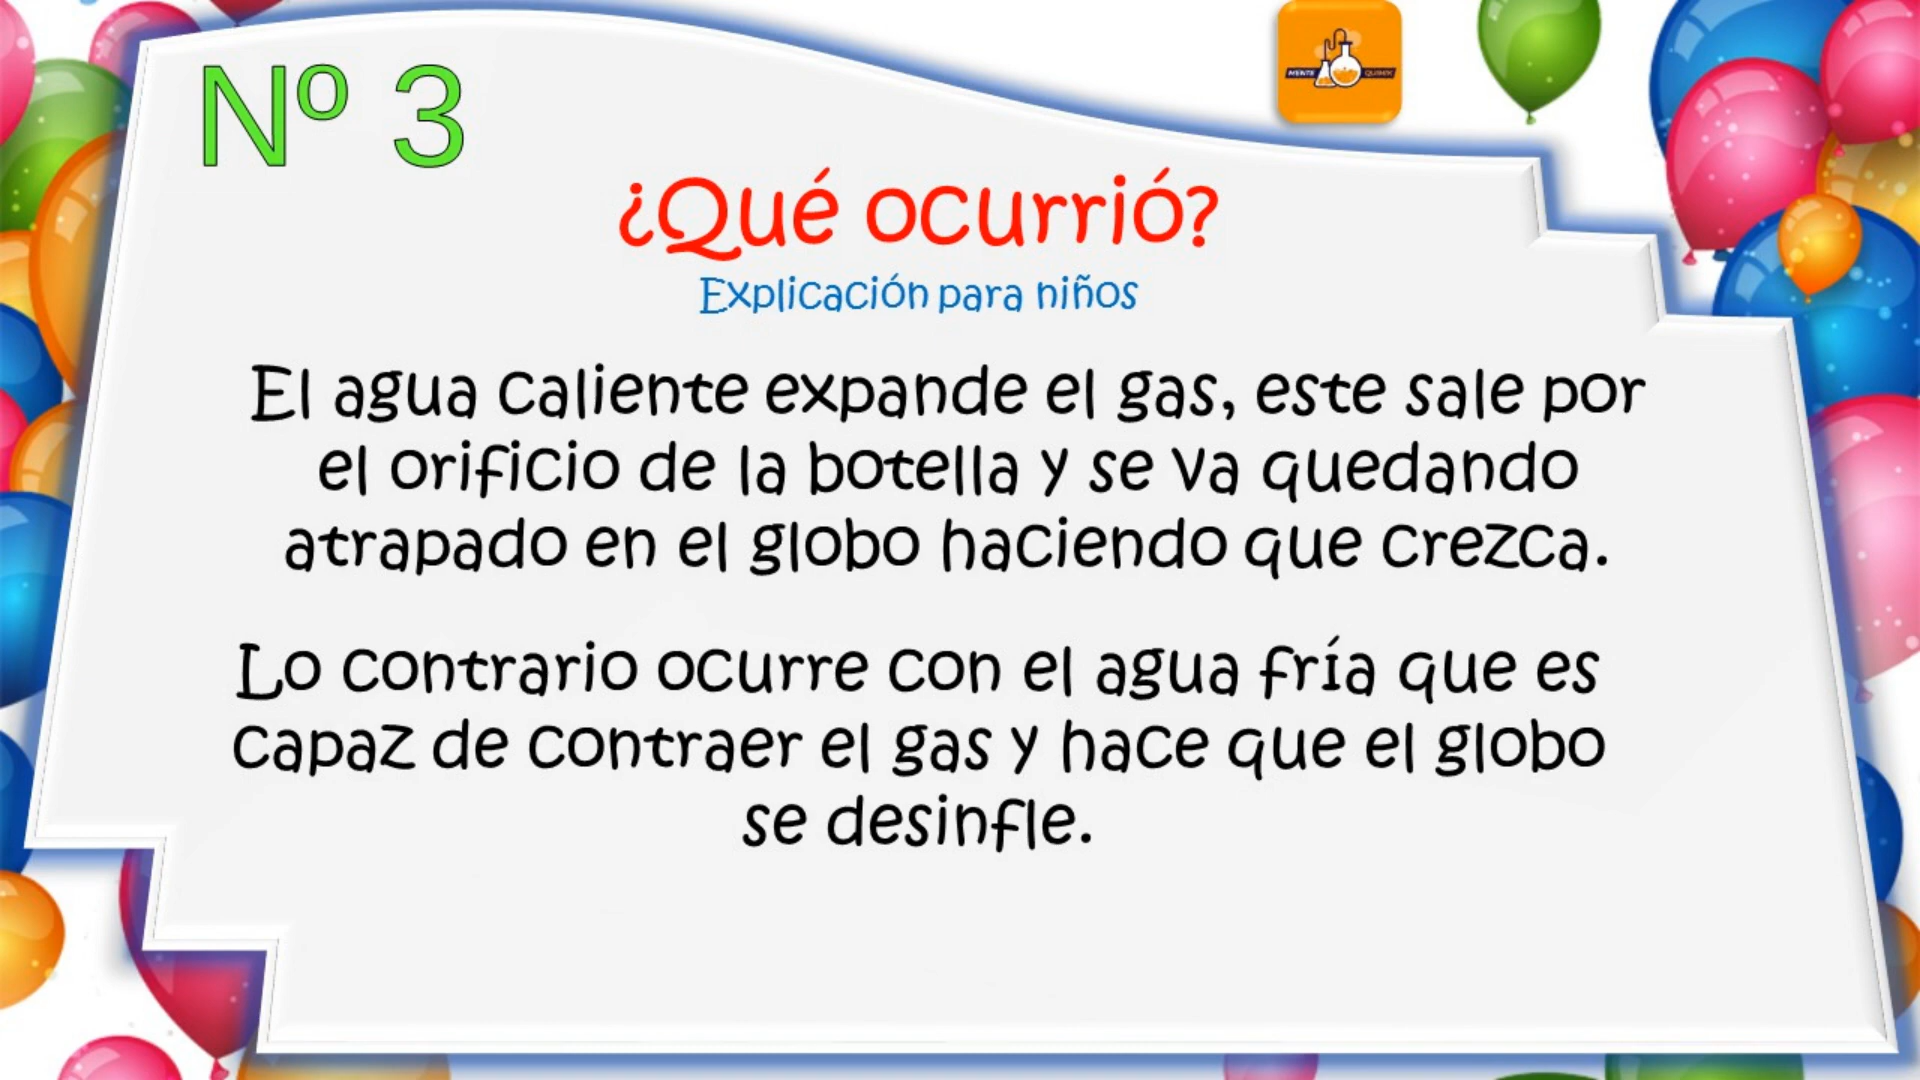 Nº 3
MENTE QUIMIK
¿Qué ocurrió?
Explicación para niños
El agua caliente expande el gas, este sale por
el orificio de la botella y se va quedando
atrapado en el globo haciendo que crezca.
Lo contrario ocurre con el agua fría que es
capaz de contraer el gas y hace que el globo
se desinfle.